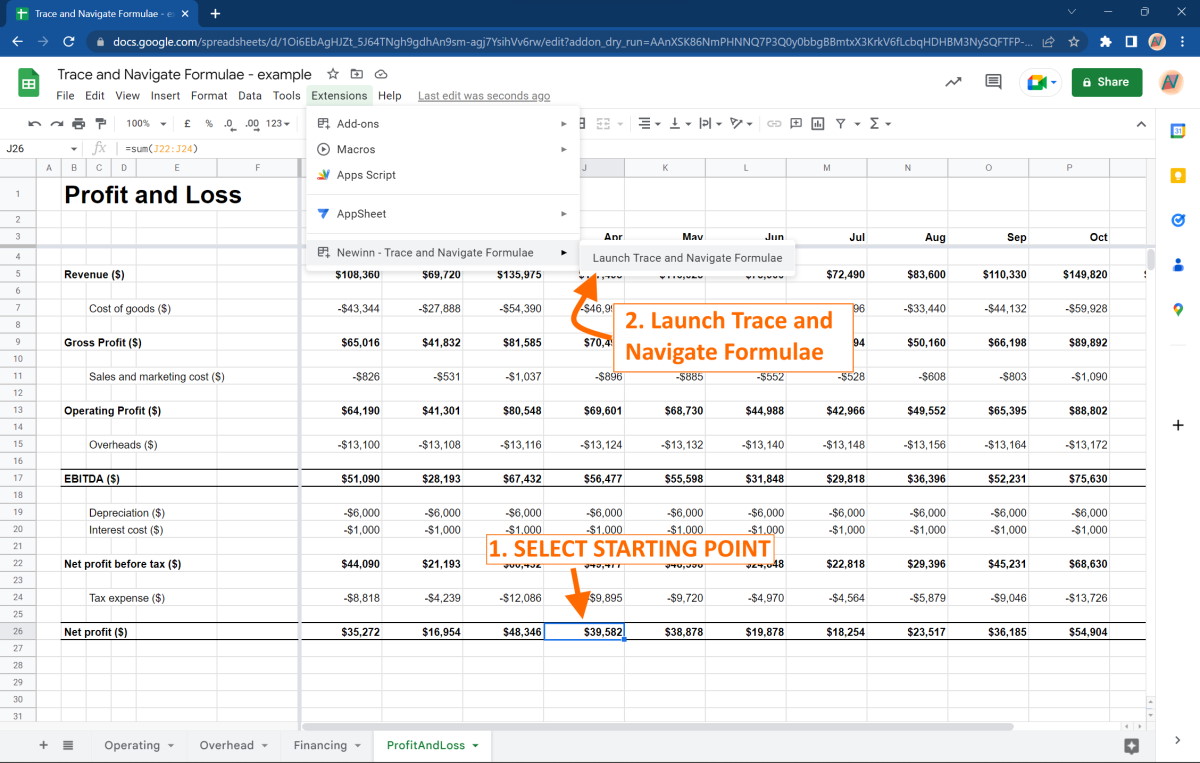 Trace and Navigate Formulae - e
docs.google.com/spreadsheets/d/1Oi6EbAgHJZt_5J64TNgh9gdhAn9sm-agj7YsihVv6rw/edit?addon_dry_run=AAnXSK86NmPHNNQ7P3Q0y0bbgBBmtxX3KrkV6fLcbqHDHBM3NySQFTFP-...
Trace and Navigate Formulae - example
File Edit View Insert Format Data Tools Extensions Help Last edit was seconds ago
Share
100% £ % .0 .00 123
J26 fx =sum(J22:J24)
Add-ons
Macros
Apps Script
AppSheet
Newinn - Trace and Navigate Formulae
Launch Trace and Navigate Formulae
A B C D E F J K L M N O P
1 Profit and Loss
2
3 Apr May Jun Jul Aug Sep Oct
4
5 Revenue ($) $108,360 $69,720 $135,975 $72,490 $83,600 $110,330 $149,820
6
7 Cost of goods ($) -$43,344 -$27,888 -$54,390 -$33,440 -$44,132 -$59,928
2. Launch Trace and
Navigate Formulae
8
9 Gross Profit ($) $65,016 $41,832 $81,585 $50,160 $66,198 $89,892
10
11 Sales and marketing cost ($) -$826 -$531 -$1,037 -$896 -$885 -$552 -$528 -$608 -$803 -$1,090
12
13 Operating Profit ($) $64,190 $41,301 $80,548 $69,601 $68,730 $44,988 $42,966 $49,552 $65,395 $88,802
14
15 Overheads ($) -$13,100 -$13,108 -$13,116 -$13,124 -$13,132 -$13,140 -$13,148 -$13,156 -$13,164 -$13,172
16
17 EBITDA ($) $51,090 $28,193 $67,432 $56,477 $55,598 $31,848 $29,818 $36,396 $52,231 $75,630
18
19 Depreciation ($) -$6,000 -$6,000 -$6,000 -$6,000 -$6,000 -$6,000 -$6,000 -$6,000 -$6,000 -$6,000
20 Interest cost ($) -$1,000 -$1,000 -$1,000 -$1,000 -$1,000 -$1,000 -$1,000 -$1,000 -$1,000 -$1,000
21
1. SELECT STARTING POINT
22 Net profit before tax ($) $44,090 $21,193 $22,818 $29,396 $45,231 $68,630
23
24 Tax expense ($) -$8,818 -$4,239 -$12,086 $9,895 -$9,720 -$4,970 -$4,564 -$5,879 -$9,046 -$13,726
25
26 Net profit ($) $35,272 $16,954 $48,346 $39,582 $38,878 $19,878 $18,254 $23,517 $36,185 $54,904
27
28
29
30
31
Operating Overhead Financing ProfitAndLoss